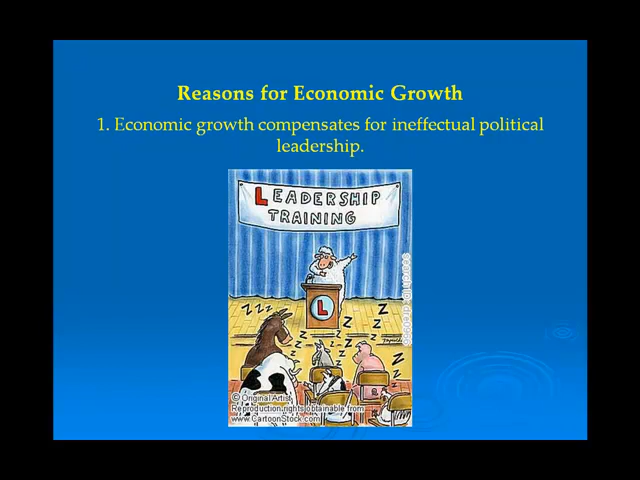 Reasons for Economic Growth
1. Economic growth compensates for ineffectual political
leadership.
LEADERSHIP
TRAINING
L
Z Z Z Z
Z
Z
Z
Z
Z
Z
Z
Z
Z
© Original Artist
Reproduction rights obtainable from
www.CartoonStock.com